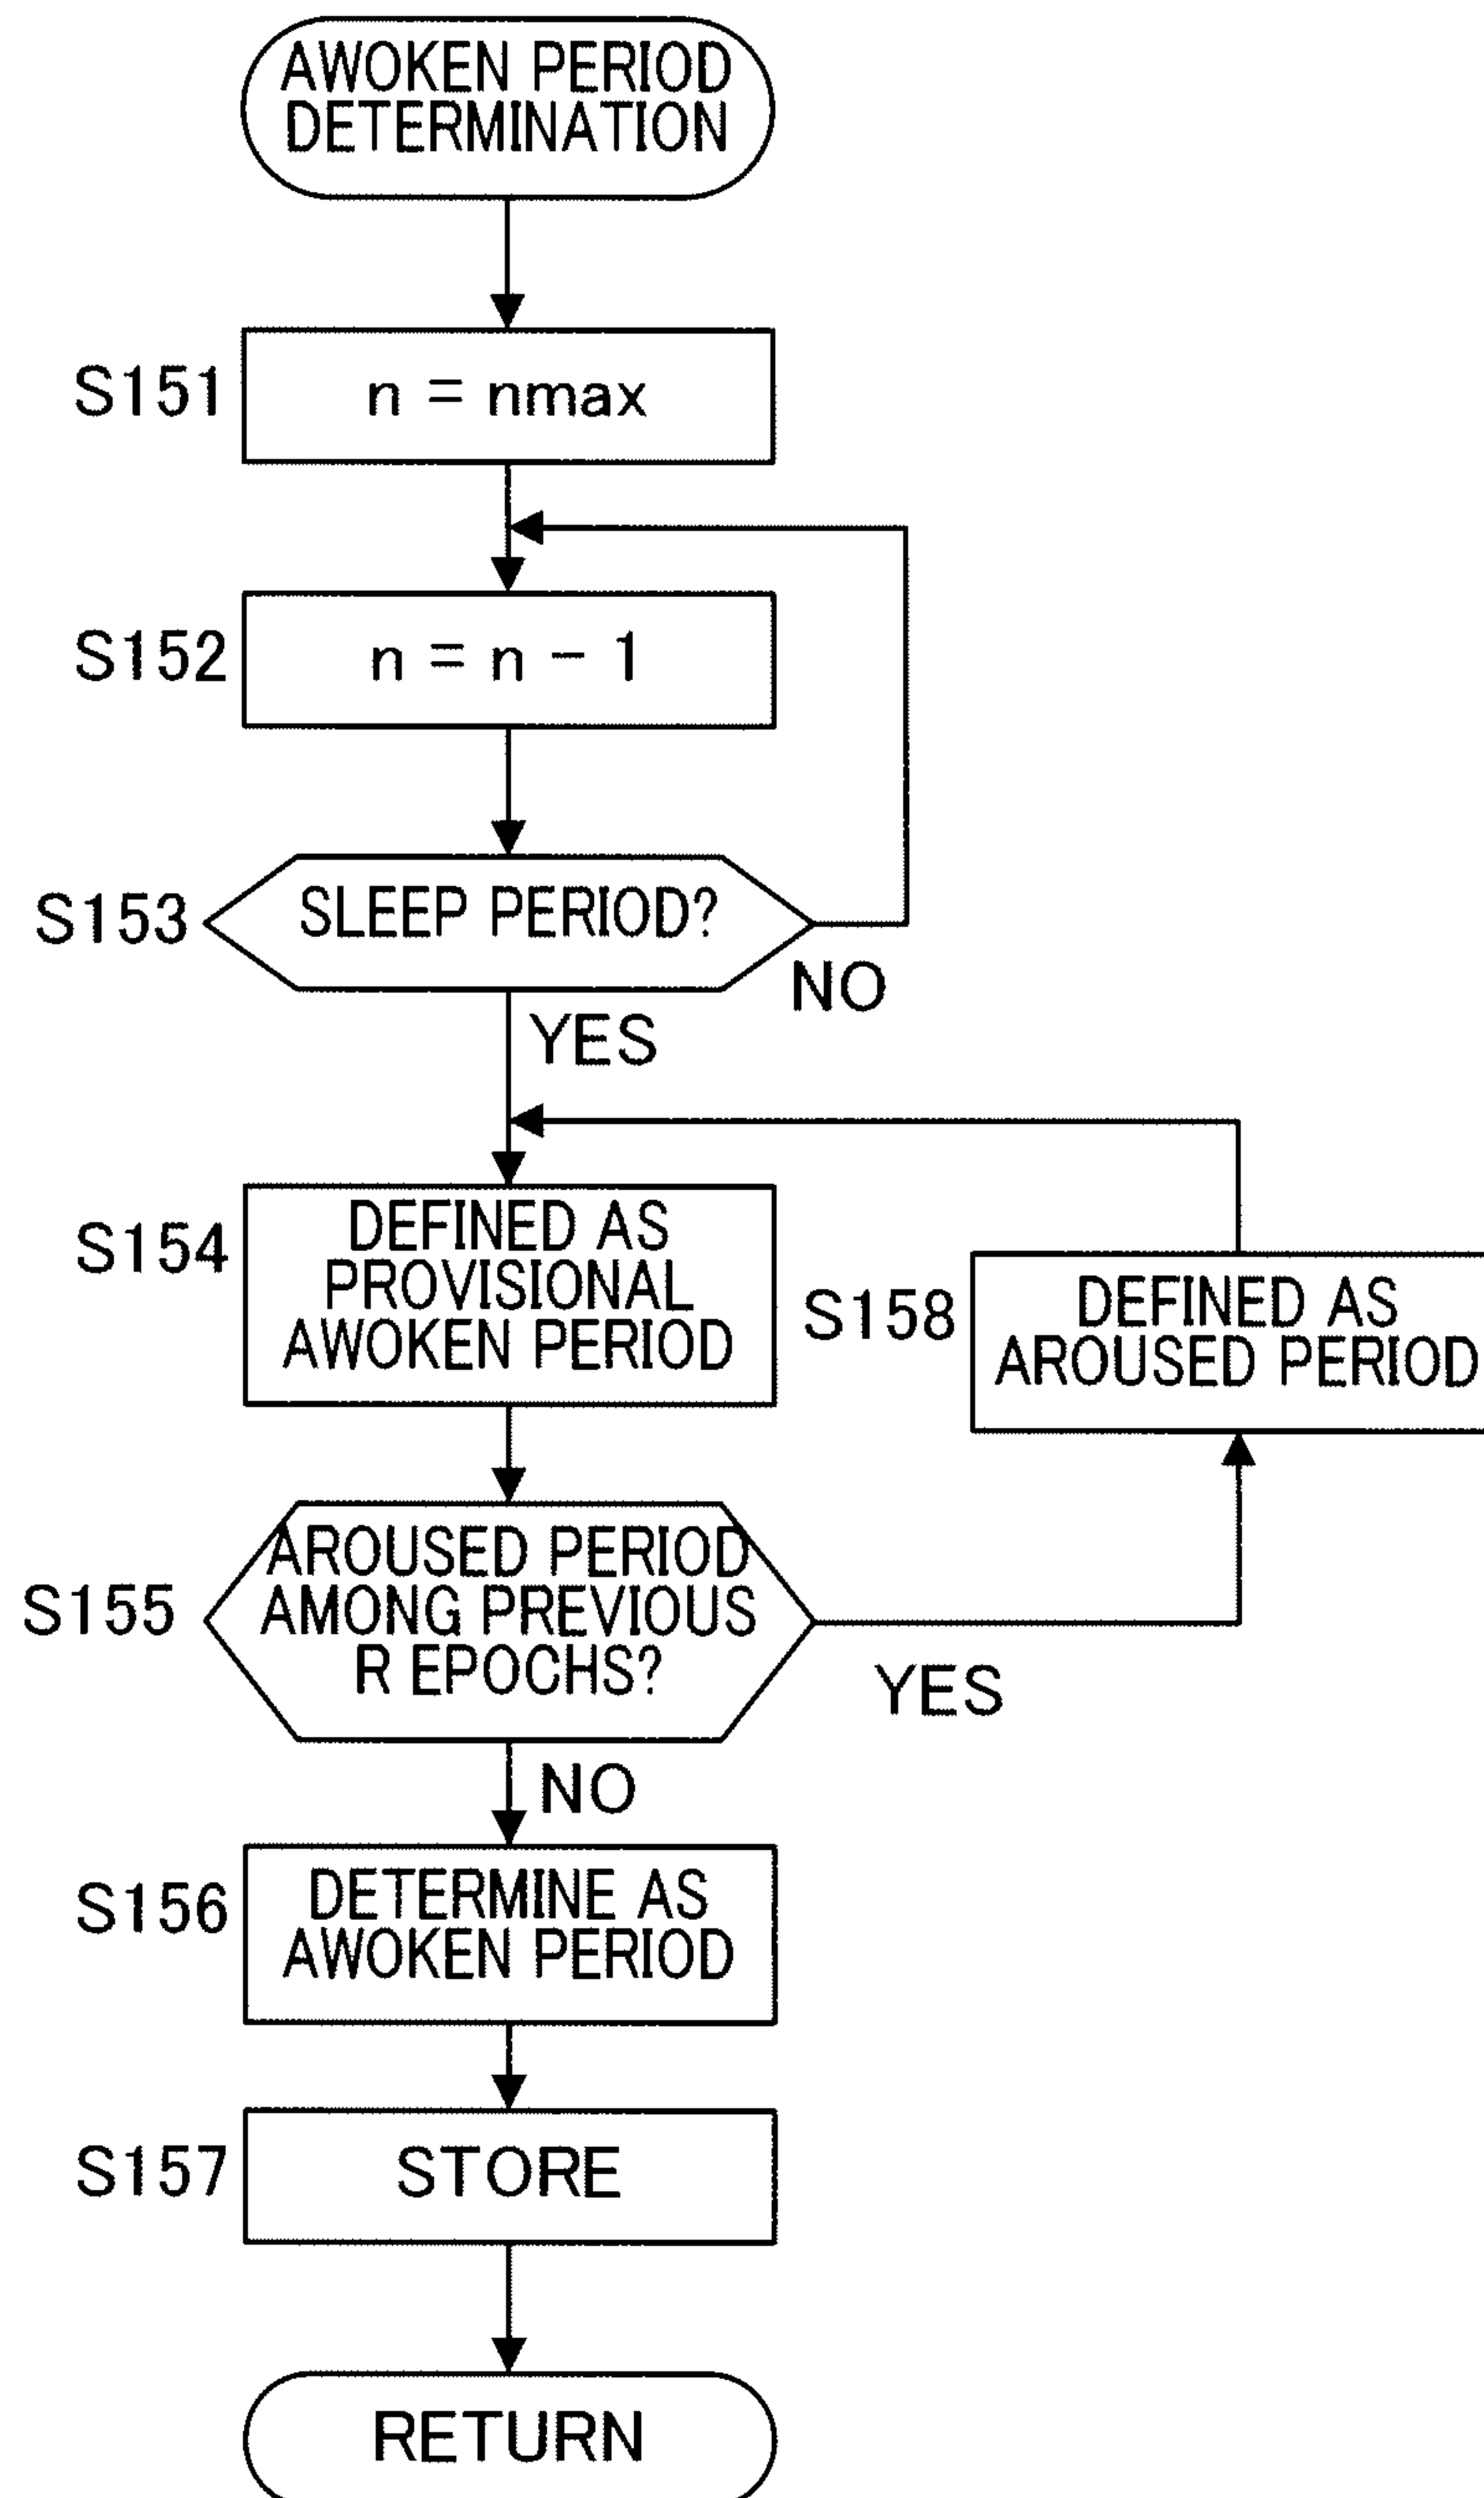 AWOKEN PERIOD
DETERMINATION
S151
n = nmax
S152
n = n - 1
S153
SLEEP PERIOD?
NO
YES
S154
DEFINED AS
PROVISIONAL
AWOKEN PERIOD
S158
DEFINED AS
AROUSED PERIOD
S155
AROUSED PERIOD
AMONG PREVIOUS
R EPOCHS?
YES
NO
S156
DETERMINE AS
AWOKEN PERIOD
S157
STORE
RETURN